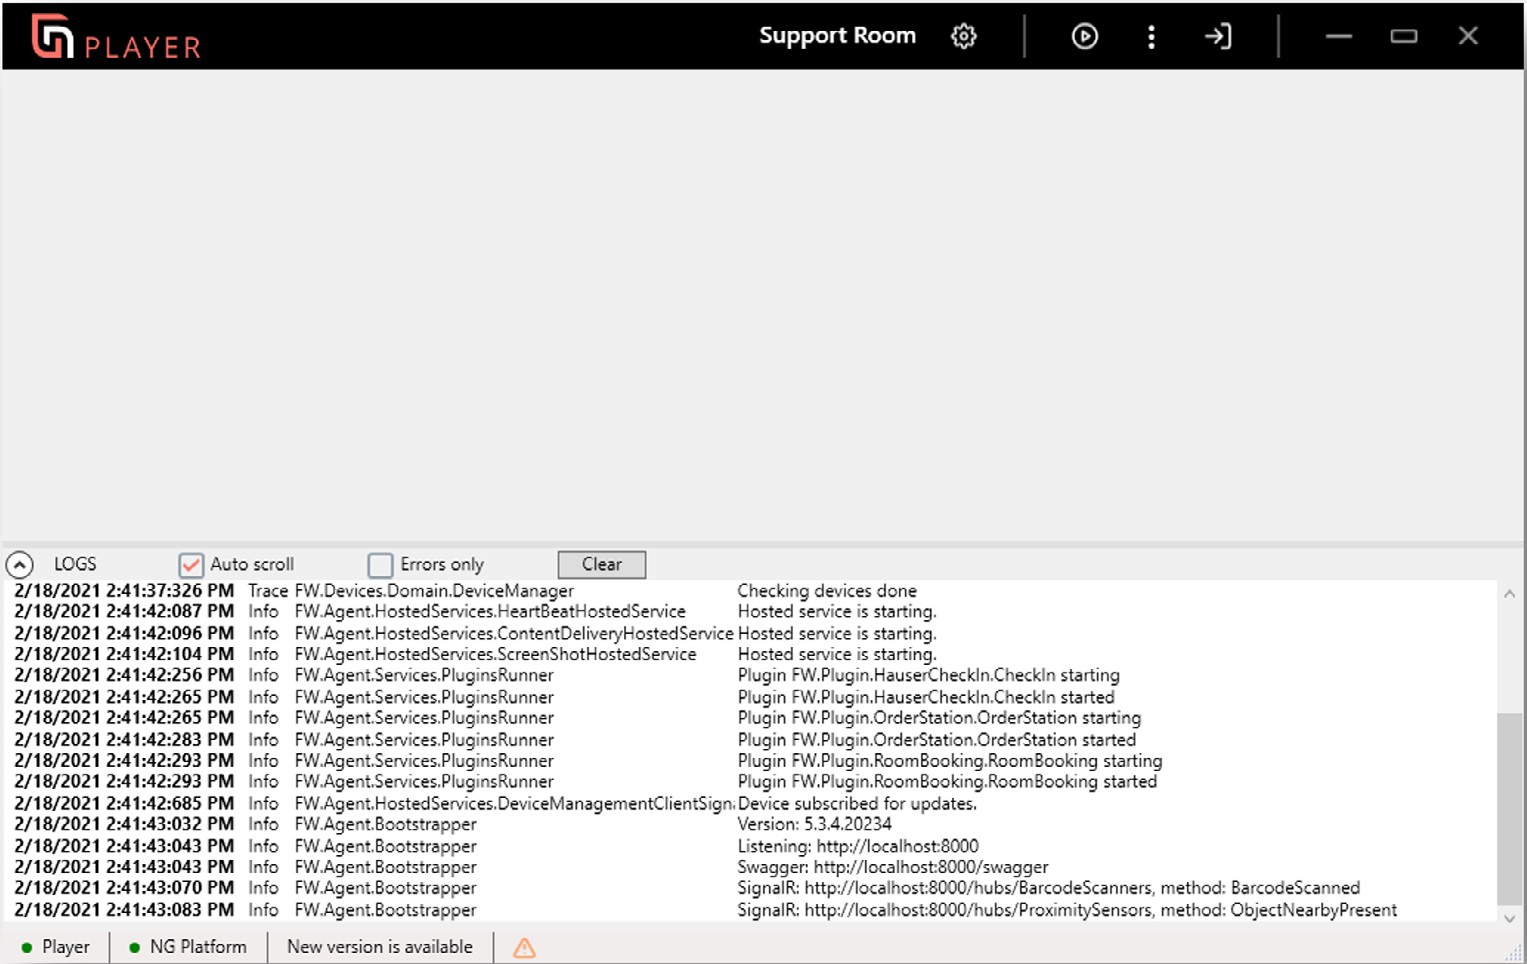 PLAYER Support Room
LOGS Auto scroll Errors only Clear
2/18/2021 2:41:37:326 PM Trace FW.Devices.Domain.DeviceManager Checking devices done
2/18/2021 2:41:42:087 PM Info FW.Agent.HostedServices.HeartBeatHostedService Hosted service is starting.
2/18/2021 2:41:42:096 PM Info FW.Agent.HostedServices.ContentDeliveryHostedService Hosted service is starting.
2/18/2021 2:41:42:104 PM Info FW.Agent.HostedServices.ScreenShotHostedService Hosted service is starting.
2/18/2021 2:41:42:256 PM Info FW.Agent.Services.PluginsRunner Plugin FW.Plugin.HauserCheckIn.CheckIn starting
2/18/2021 2:41:42:265 PM Info FW.Agent.Services.PluginsRunner Plugin FW.Plugin.HauserCheckIn.CheckIn started
2/18/2021 2:41:42:265 PM Info FW.Agent.Services.PluginsRunner Plugin FW.Plugin.OrderStation.OrderStation starting
2/18/2021 2:41:42:283 PM Info FW.Agent.Services.PluginsRunner Plugin FW.Plugin.OrderStation.OrderStation started
2/18/2021 2:41:42:293 PM Info FW.Agent.Services.PluginsRunner Plugin FW.Plugin.RoomBooking.RoomBooking starting
2/18/2021 2:41:42:293 PM Info FW.Agent.Services.PluginsRunner Plugin FW.Plugin.RoomBooking.RoomBooking started
2/18/2021 2:41:42:685 PM Info FW.Agent.HostedServices.DeviceManagementClientSign Device subscribed for updates.
2/18/2021 2:41:43:032 PM Info FW.Agent.Bootstrapper Version: 5.3.4.20234
2/18/2021 2:41:43:043 PM Info FW.Agent.Bootstrapper Listening: http://localhost:8000
2/18/2021 2:41:43:043 PM Info FW.Agent.Bootstrapper Swagger: http://localhost:8000/swagger
2/18/2021 2:41:43:070 PM Info FW.Agent.Bootstrapper SignalR: http://localhost:8000/hubs/BarcodeScanners, method: BarcodeScanned
2/18/2021 2:41:43:083 PM Info FW.Agent.Bootstrapper SignalR: http://localhost:8000/hubs/ProximitySensors, method: ObjectNearbyPresent
Player NG Platform New version is available